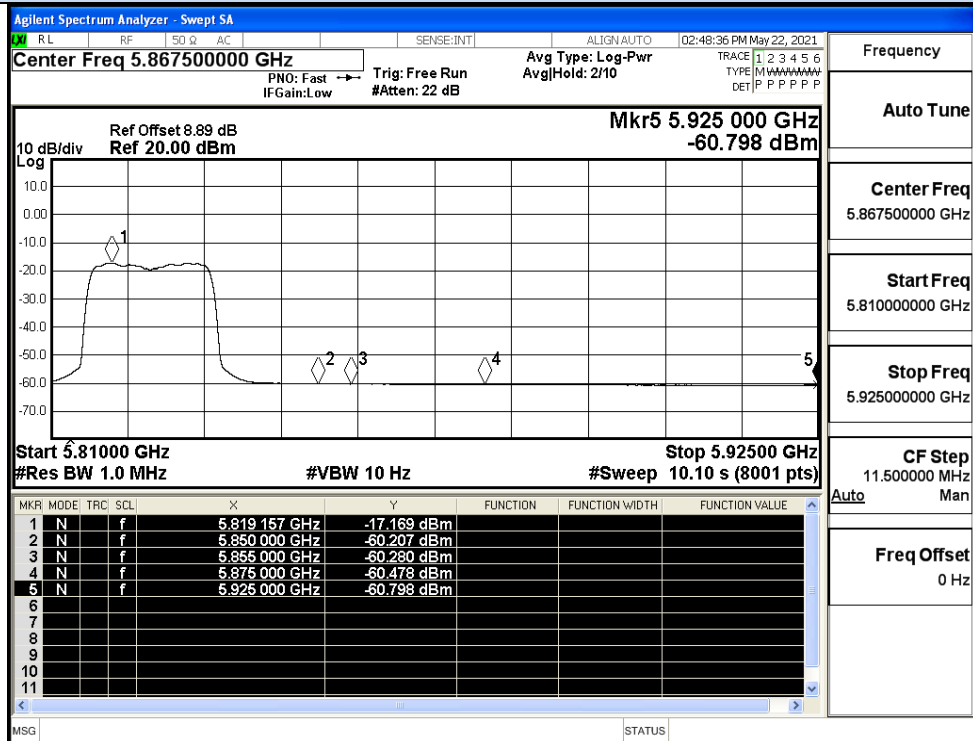 Agilent Spectrum Analyzer - Swept SA
LXI RL RF 50 Ω AC SENSE:INT ALIGN AUTO 02:48:36 PM May 22, 2021
Center Freq 5.867500000 GHz
Avg Type: Log-Pwr
TRACE 1 2 3 4 5 6
PNO: Fast
Trig: Free Run
Avg|Hold: 2/10
TYPE M WWWWW
IFGain:Low
#Atten: 22 dB
DET P P P P P P
Mkr5 5.925 000 GHz
Ref Offset 8.89 dB
-60.798 dBm
10 dB/div Ref 20.00 dBm
Log
10.0
0.00
-10.0
-20.0
-30.0
-40.0
-50.0
-60.0
-70.0
1
2
3
4
5
Start 5.81000 GHz Stop 5.92500 GHz
#Res BW 1.0 MHz #VBW 10 Hz #Sweep 10.10 s (8001 pts)
MKR MODE TRC SCL X Y FUNCTION FUNCTION WIDTH FUNCTION VALUE
1 N f 5.819 157 GHz -17.169 dBm
2 N f 5.850 000 GHz -60.207 dBm
3 N f 5.855 000 GHz -60.280 dBm
4 N f 5.875 000 GHz -60.478 dBm
5 N f 5.925 000 GHz -60.798 dBm
6
7
8
9
10
11
MSG STATUS
Frequency
Auto Tune
Center Freq
5.867500000 GHz
Start Freq
5.810000000 GHz
Stop Freq
5.925000000 GHz
CF Step
11.500000 MHz
Auto Man
Freq Offset
0 Hz